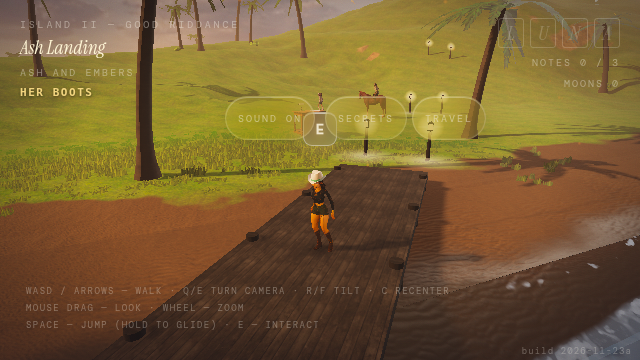 ISLAND II — GOOD RIDDANCE
Ash Landing
ASH AND EMBERS
HER BOOTS
L U N A
NOTES 0 / 3
MOONS 0
SOUND ON
SECRETS
TRAVEL
E
WASD / ARROWS — WALK · Q/E TURN CAMERA · R/F TILT · C RECENTER
MOUSE DRAG — LOOK · WHEEL — ZOOM
SPACE — JUMP (HOLD TO GLIDE) · E — INTERACT